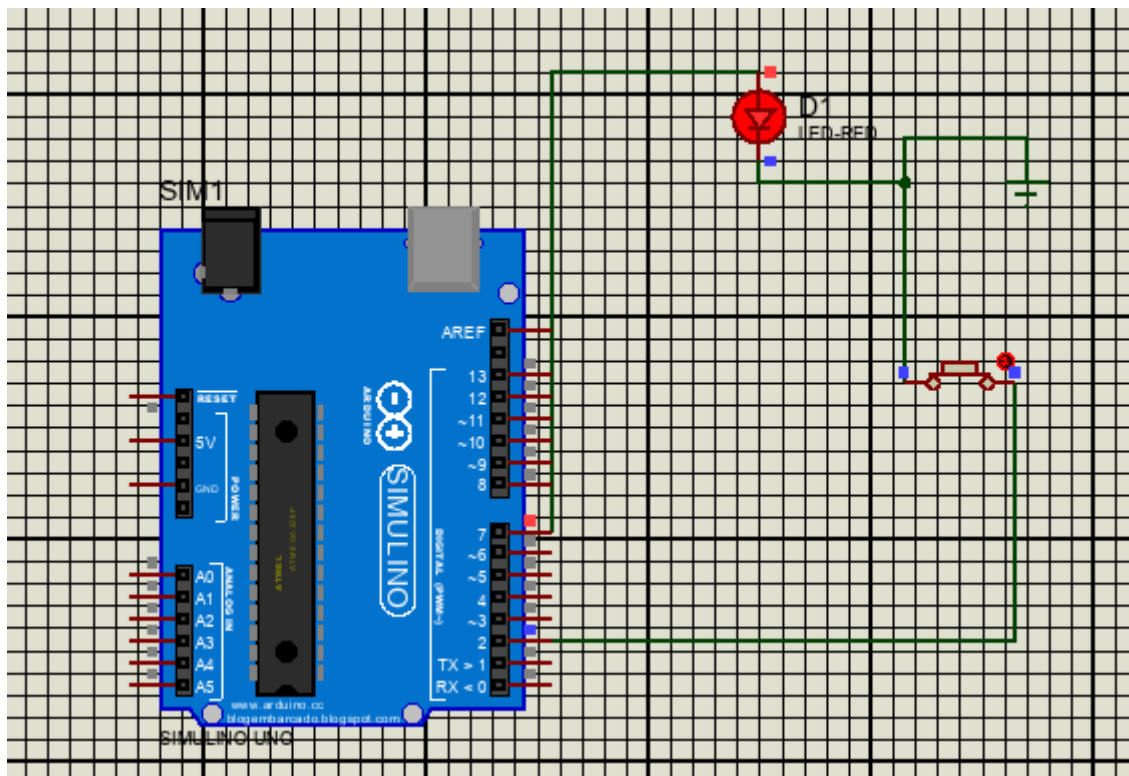 D1
LED-RED
SIM1
AREF
13
12
~11
~10
~9
8
7
~6
~5
4
~3
2
TX > 1
RX < 0
DIGITAL (PWM~)
ARDUINO
SIMULINO
RESET
5V
GND
POWER
A0
A1
A2
A3
A4
A5
ANALOG IN
ATMEL
ATMEGA328P
www.arduino.cc
blogembarcado.blogspot.com
SIMULINO UNO